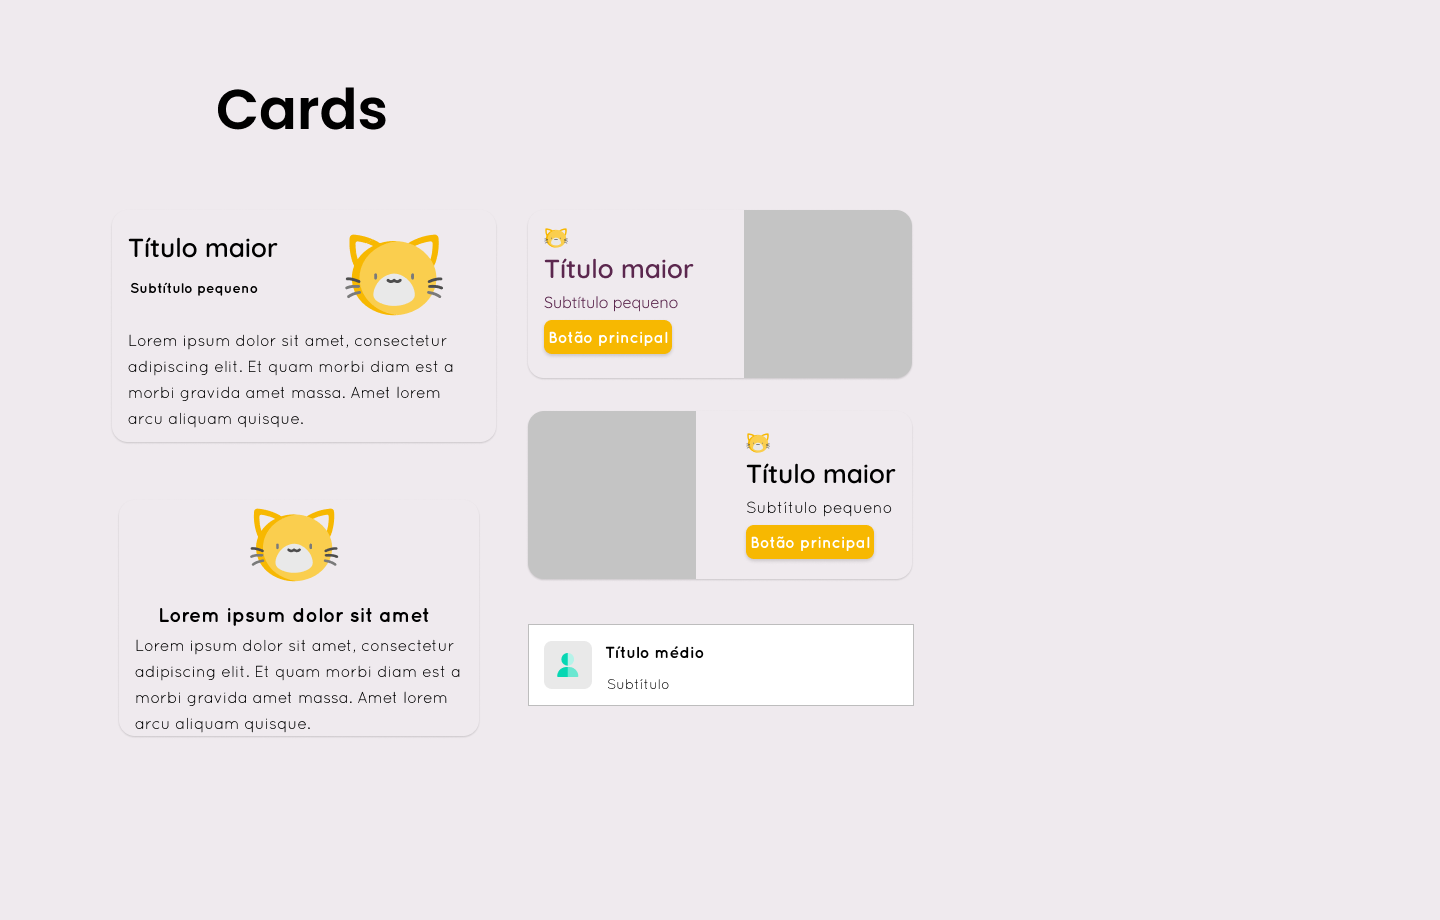 Cards
Título maior
Subtítulo pequeno
Lorem ipsum dolor sit amet, consectetur
adipiscing elit. Et quam morbi diam est a
morbi gravida amet massa. Amet lorem
arcu aliquam quisque.
Lorem ipsum dolor sit amet
Lorem ipsum dolor sit amet, consectetur
adipiscing elit. Et quam morbi diam est a
morbi gravida amet massa. Amet lorem
arcu aliquam quisque.
Título maior
Subtítulo pequeno
Botão principal
Título maior
Subtítulo pequeno
Botão principal
Título médio
Subtítulo